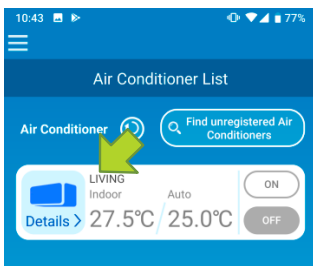 10:43 77%
Air Conditioner List
Air Conditioner
Find unregistered Air
Conditioners
LIVING
Indoor Auto ON
Details > 27.5℃ 25.0℃ OFF